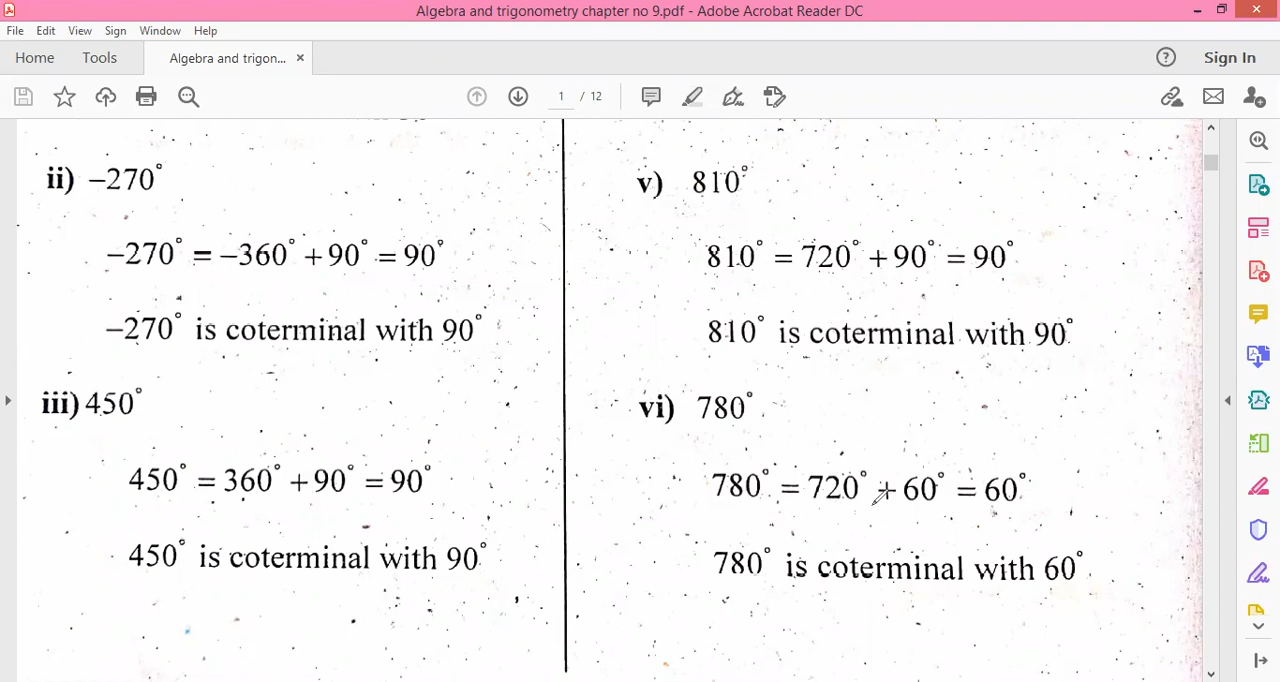 Algebra and trigonometry chapter no 9.pdf - Adobe Acrobat Reader DC
File Edit View Sign Window Help
Home Tools Algebra and trigon... × Sign In
1 / 12
ii) −270°
−270° = −360° + 90° = 90°
−270° is coterminal with 90°
iii) 450°
450° = 360° + 90° = 90°
450° is coterminal with 90°
v) 810°
810° = 720° + 90° = 90°
810° is coterminal with 90°
vi) 780°
780° = 720° + 60° = 60°
780° is coterminal with 60°